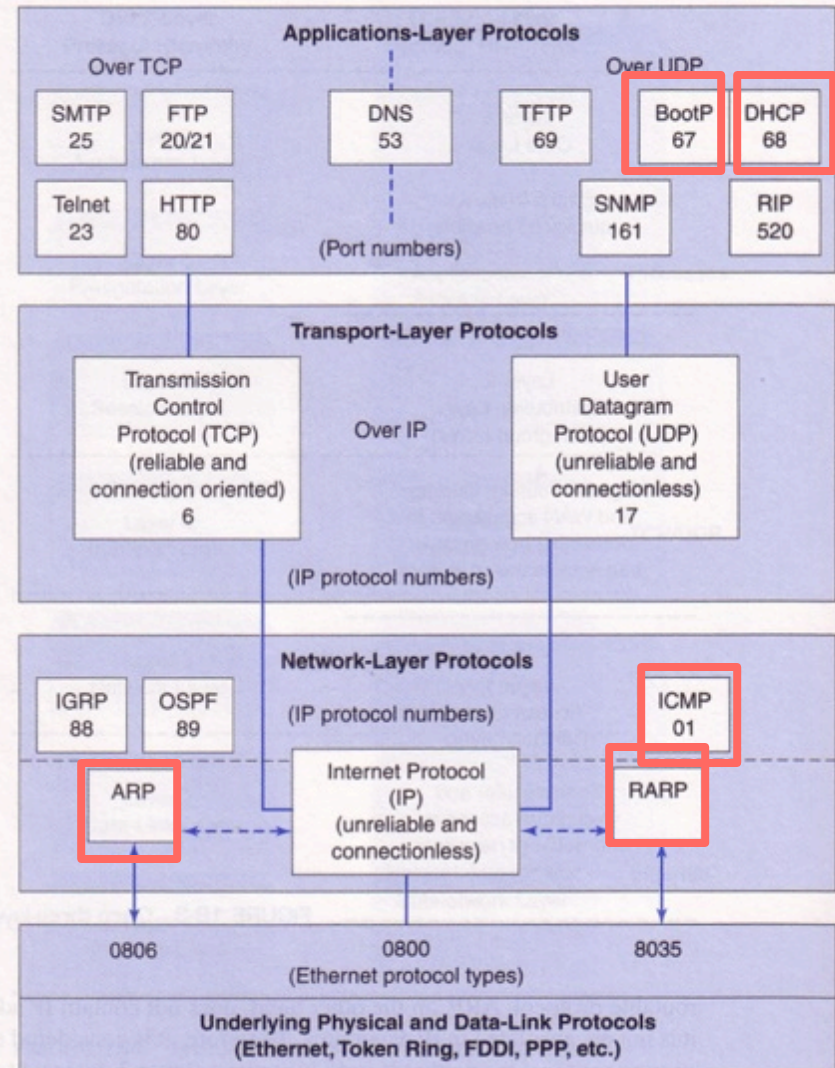 Applications-Layer Protocols
Over TCP
Over UDP
SMTP
25
FTP
20/21
DNS
53
TFTP
69
BootP
67
DHCP
68
Telnet
23
HTTP
80
SNMP
161
RIP
520
(Port numbers)
Transport-Layer Protocols
Transmission
Control
Protocol (TCP)
(reliable and
connection oriented)
6
Over IP
User
Datagram
Protocol (UDP)
(unreliable and
connectionless)
17
(IP protocol numbers)
Network-Layer Protocols
IGRP
88
OSPF
89
(IP protocol numbers)
ICMP
01
ARP
Internet Protocol
(IP)
(unreliable and
connectionless)
RARP
0806
0800
8035
(Ethernet protocol types)
Underlying Physical and Data-Link Protocols
(Ethernet, Token Ring, FDDI, PPP, etc.)